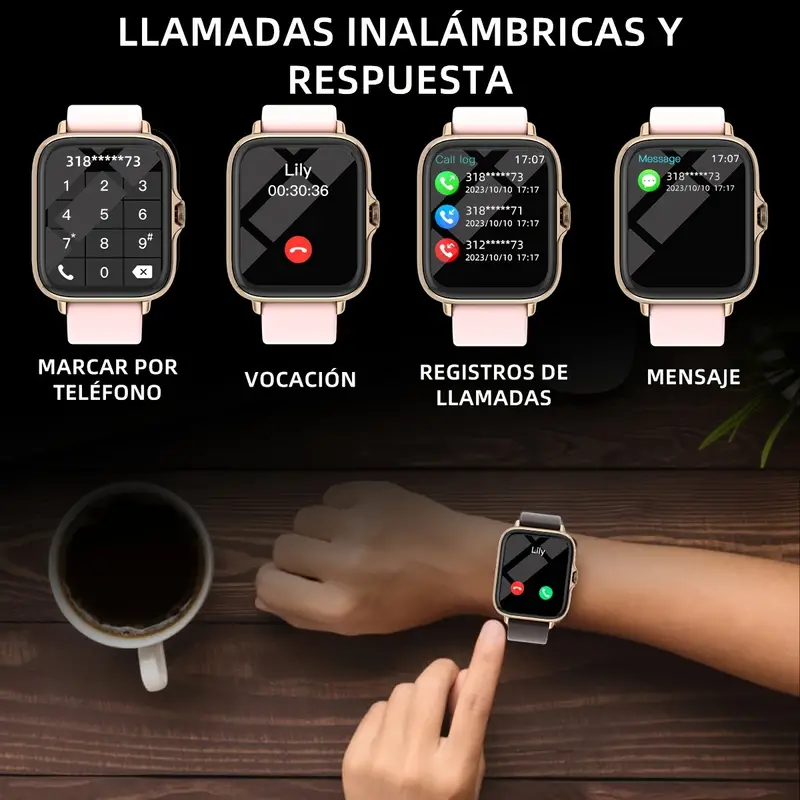 LLAMADAS INALÁMBRICAS Y
RESPUESTA
318*****73
1 2 3
4 5 6
7* 8 9#
0
Lily
00:30:36
Call log 17:07
318*****73
2023/10/10 17:17
318*****71
2023/10/10 17:17
312*****73
2023/10/10 17:17
Message 17:07
318*****73
2023/10/10 17:17
MARCAR POR
TELÉFONO
VOCACIÓN
REGISTROS DE
LLAMADAS
MENSAJE
Lily